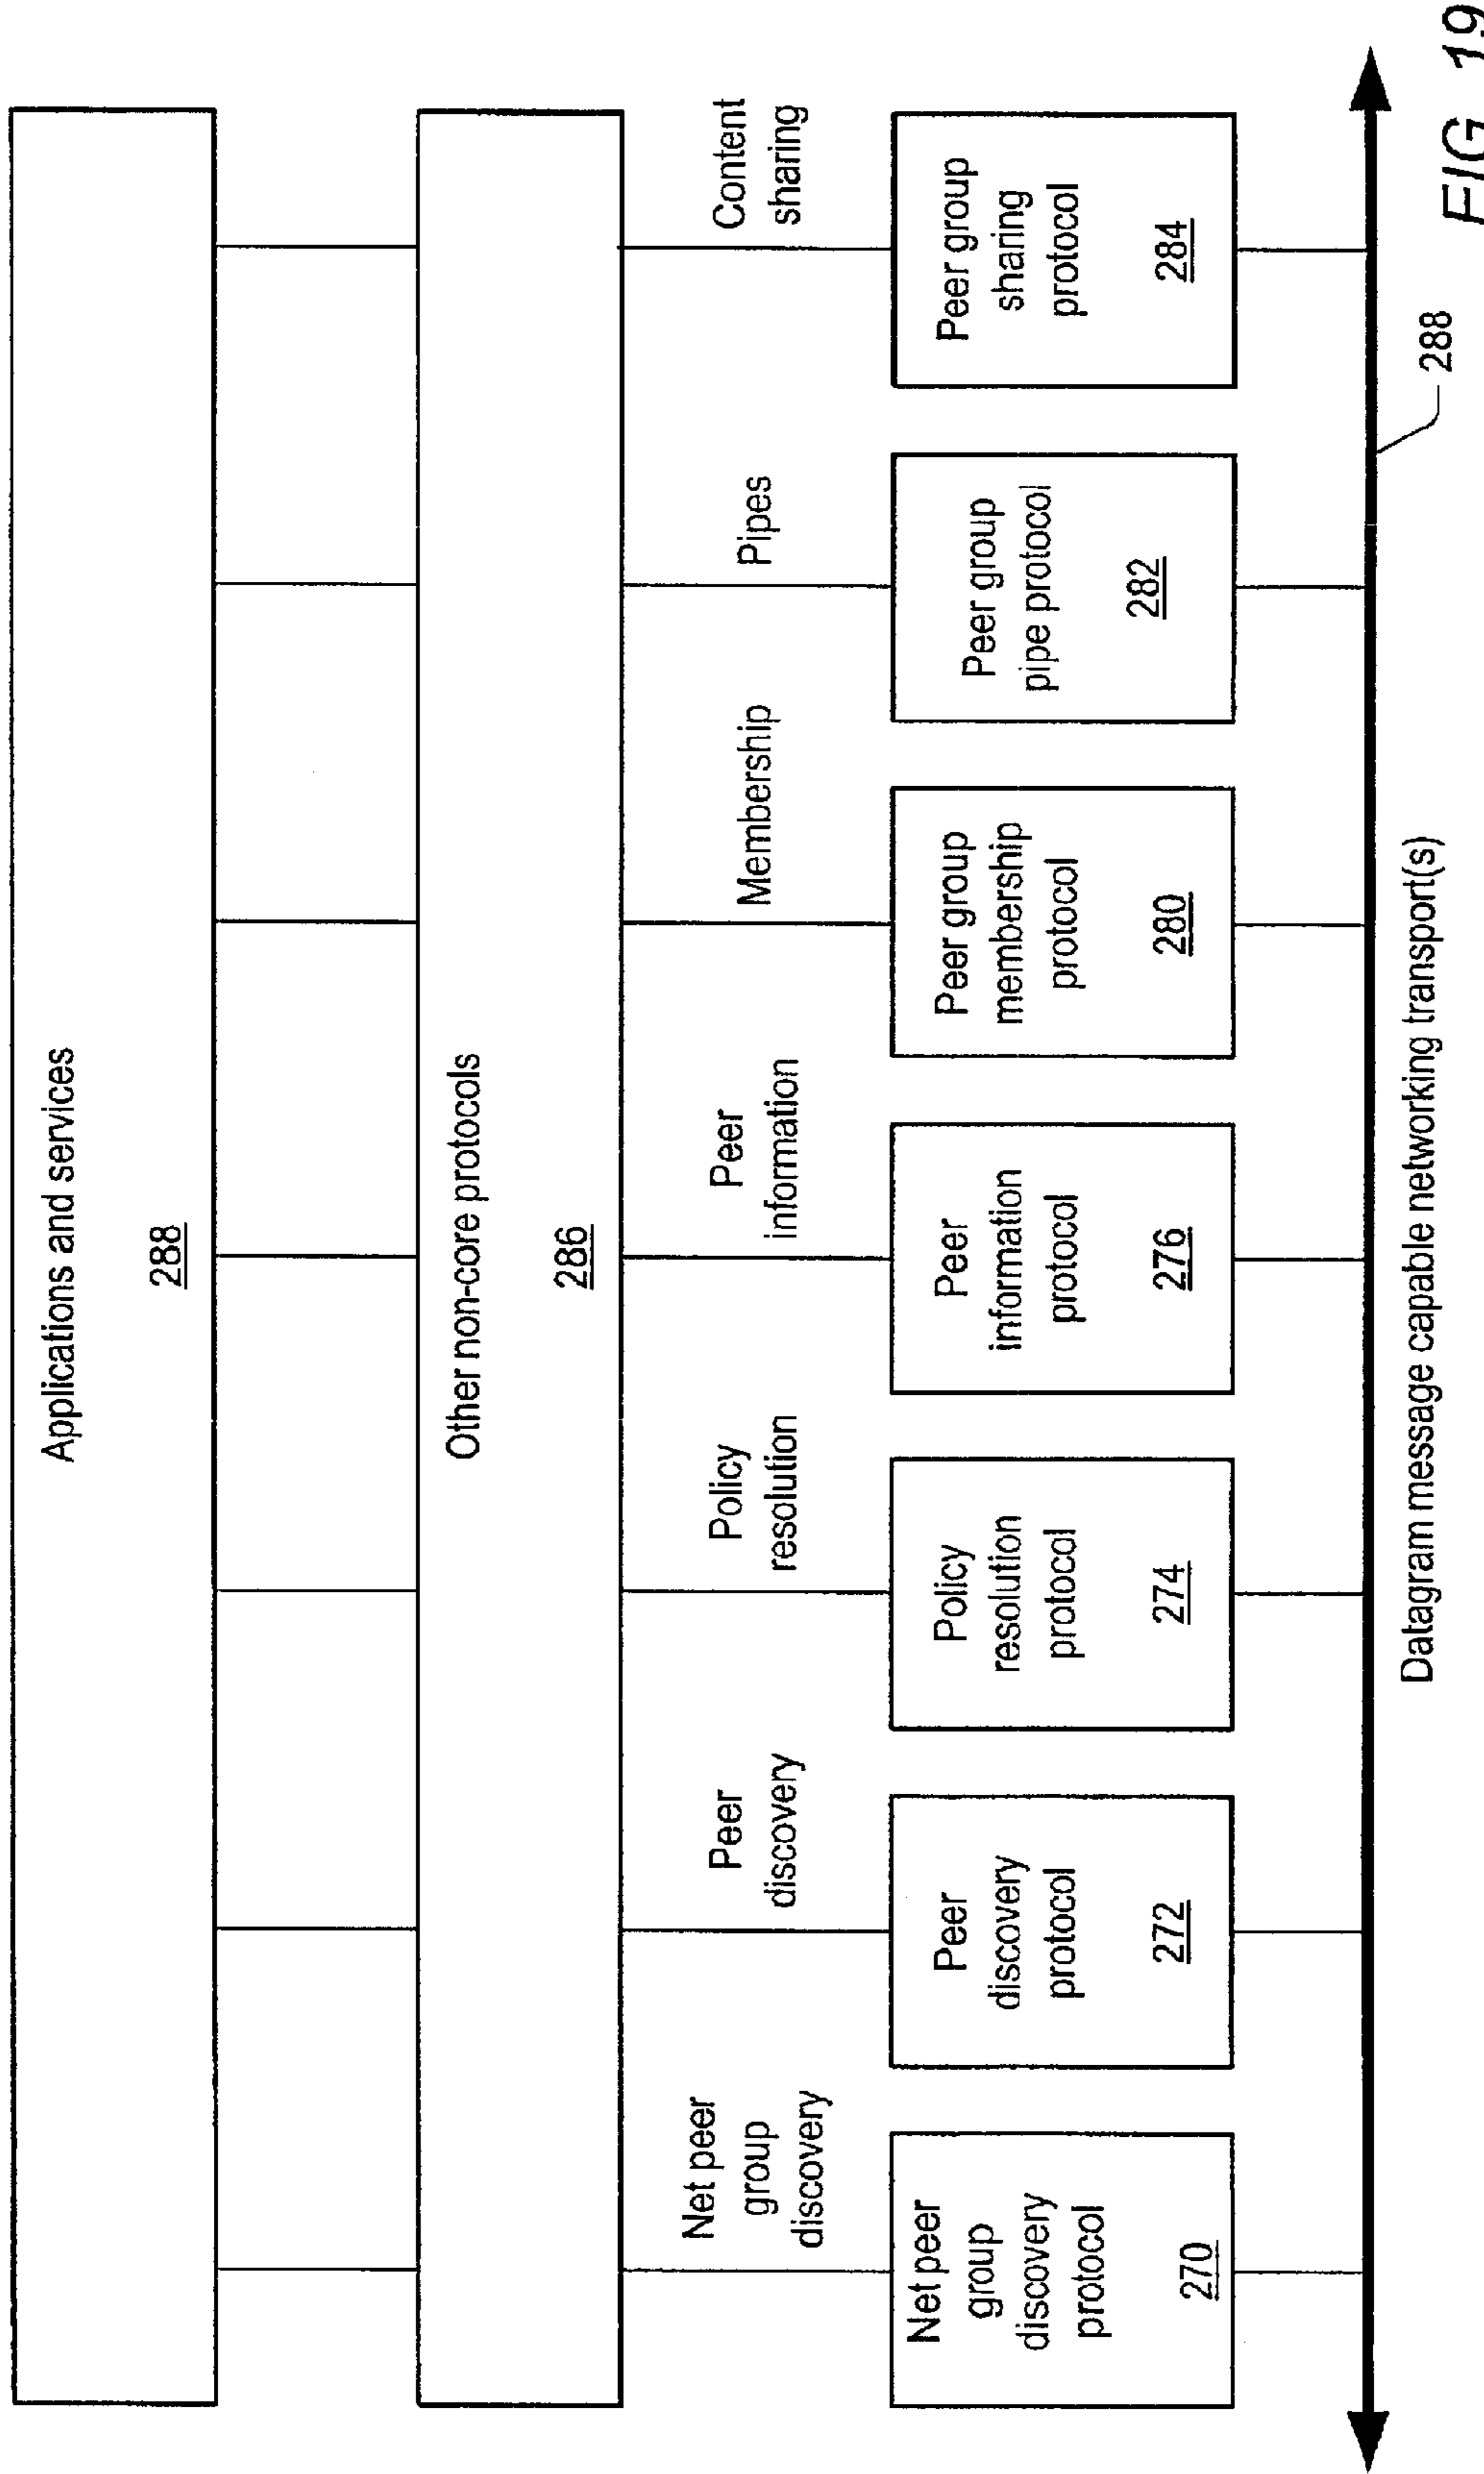 Applications and services
288
Other non-core protocols
286
Net peer
group
discovery
Peer
discovery
Policy
resolution
Peer
information
Membership
Pipes
Content
sharing
Net peer
group
discovery
protocol
270
Peer
discovery
protocol
272
Policy
resolution
protocol
274
Peer
information
protocol
276
Peer group
membership
protocol
280
Peer group
pipe protocol
282
Peer group
sharing
protocol
284
288
Datagram message capable networking transport(s)
FIG. 19